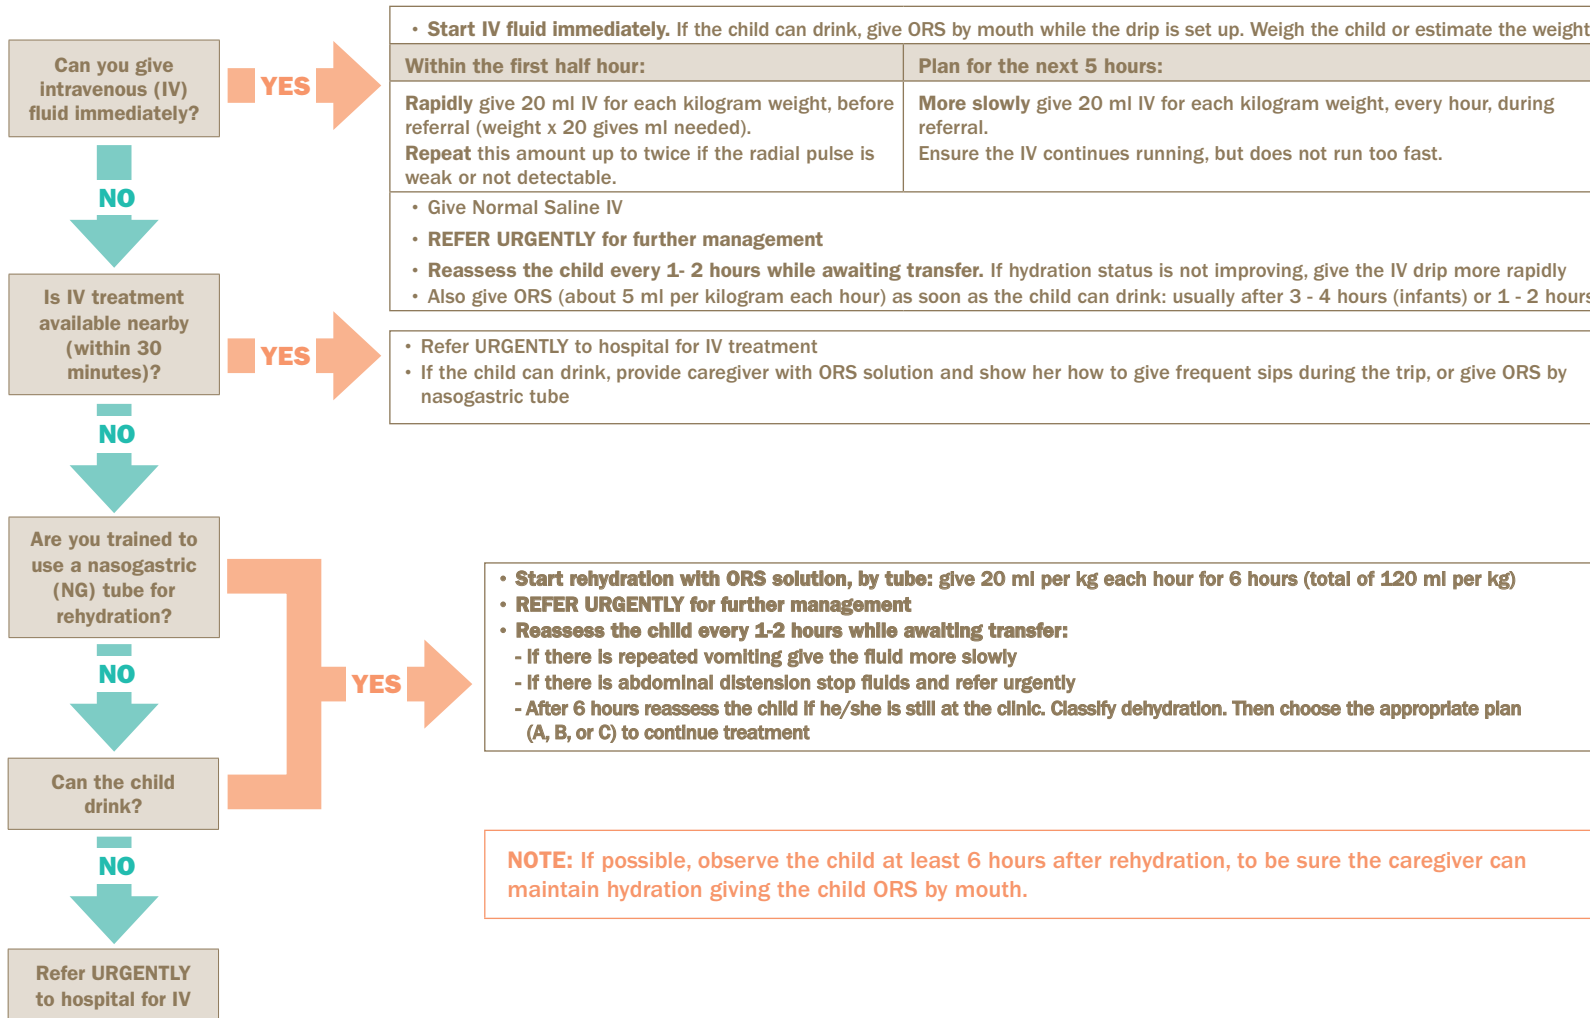 Can you give
intravenous (IV)
fluid immediately?
YES
• Start IV fluid immediately. If the child can drink, give ORS by mouth while the drip is set up. Weigh the child or estimate the weight
Within the first half hour:
Rapidly give 20 ml IV for each kilogram weight, before
referral (weight x 20 gives ml needed).
Repeat this amount up to twice if the radial pulse is
weak or not detectable.
Plan for the next 5 hours:
More slowly give 20 ml IV for each kilogram weight, every hour, during
referral.
Ensure the IV continues running, but does not run too fast.
• Give Normal Saline IV
• REFER URGENTLY for further management
• Reassess the child every 1- 2 hours while awaiting transfer. If hydration status is not improving, give the IV drip more rapidly
• Also give ORS (about 5 ml per kilogram each hour) as soon as the child can drink: usually after 3 - 4 hours (infants) or 1 - 2 hours
NO
Is IV treatment
available nearby
(within 30
minutes)?
YES
• Refer URGENTLY to hospital for IV treatment
• If the child can drink, provide caregiver with ORS solution and show her how to give frequent sips during the trip, or give ORS by
nasogastric tube
NO
Are you trained to
use a nasogastric
(NG) tube for
rehydration?
NO
Can the child
drink?
YES
• Start rehydration with ORS solution, by tube: give 20 ml per kg each hour for 6 hours (total of 120 ml per kg)
• REFER URGENTLY for further management
• Reassess the child every 1-2 hours while awaiting transfer:
- If there is repeated vomiting give the fluid more slowly
- If there is abdominal distension stop fluids and refer urgently
- After 6 hours reassess the child if he/she is still at the clinic. Classify dehydration. Then choose the appropriate plan
(A, B, or C) to continue treatment
NO
Refer URGENTLY
to hospital for IV
NOTE: If possible, observe the child at least 6 hours after rehydration, to be sure the caregiver can
maintain hydration giving the child ORS by mouth.